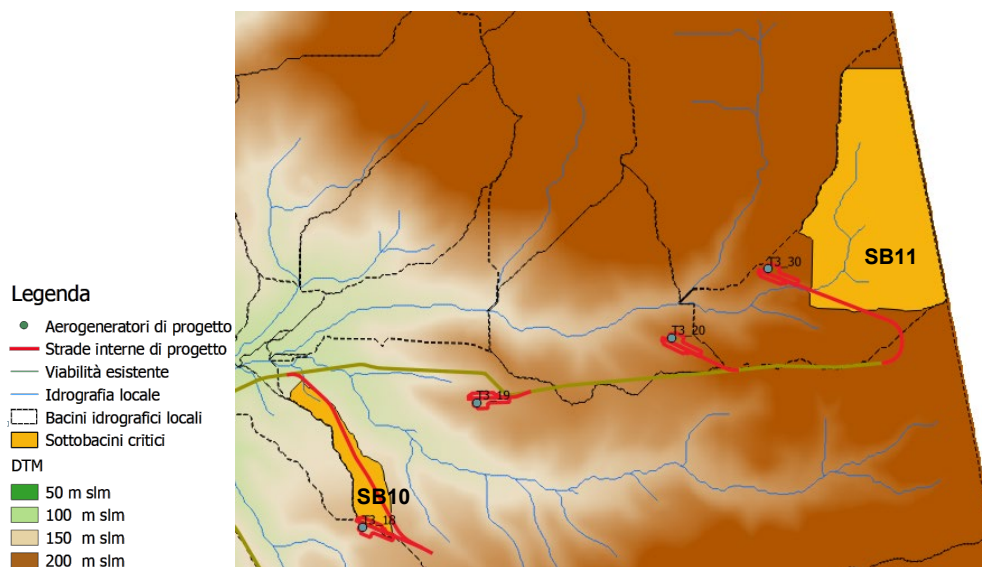 T3_30
SB11
T3_20
T3_19
SB10
T3_18
Legenda
Aerogeneratori di progetto
Strade interne di progetto
Viabilità esistente
Idrografia locale
Bacini idrografici locali
Sottobacini critici
DTM
50 m slm
100 m slm
150 m slm
200 m slm